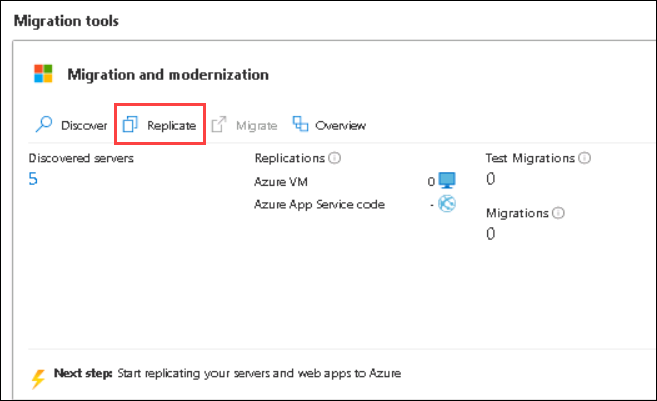 Migration tools
Migration and modernization
Discover Replicate Migrate Overview
Discovered servers
5
Replications
Azure VM 0
Azure App Service code -
Test Migrations
0
Migrations
0
Next step: Start replicating your servers and web apps to Azure